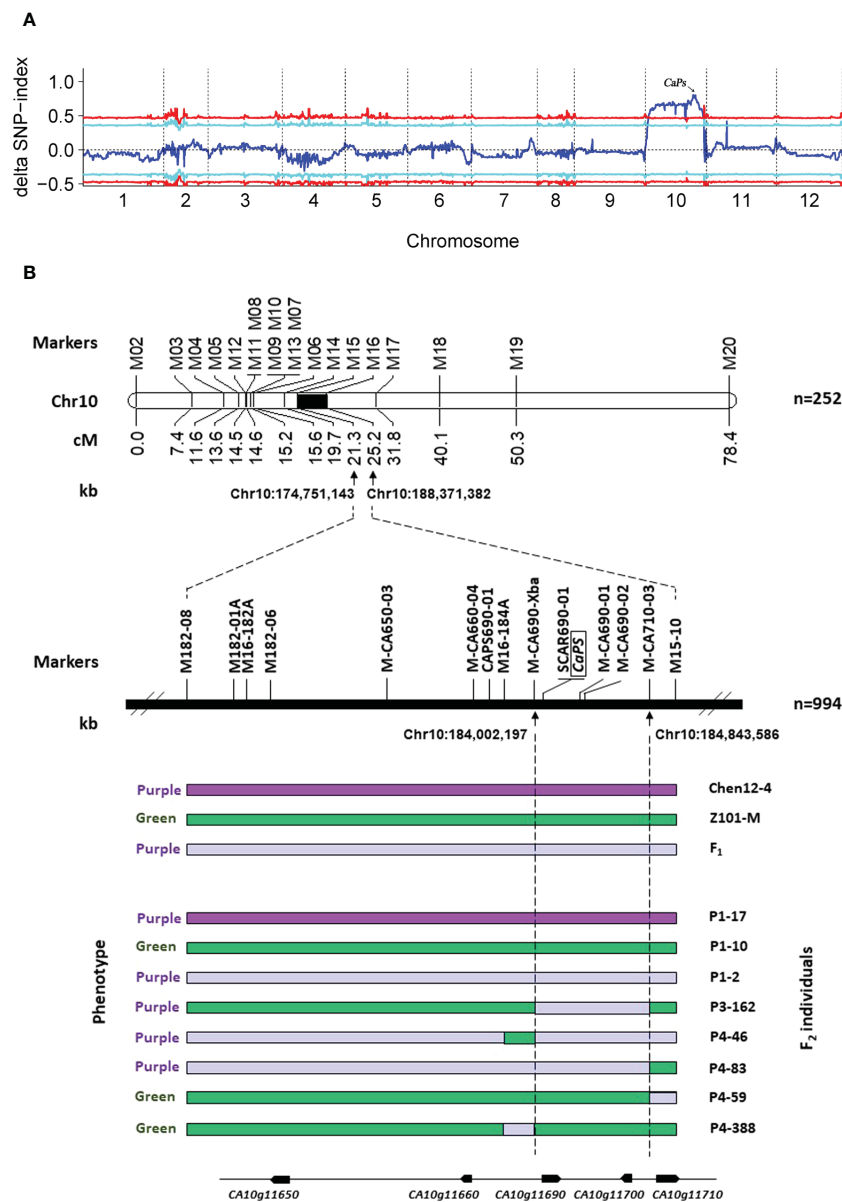 A
delta SNP−index
1.0
0.5
0.0
−0.5
CaPs
1 2 3 4 5 6 7 8 9 10 11 12
Chromosome
B
Markers
M02 M03 M04 M05 M12 M11 M08 M09 M10 M13 M07 M06 M14 M15 M16 M17 M18 M19 M20
Chr10
n=252
cM
0.0 7.4 11.6 13.6 14.5 14.6 15.2 15.6 19.7 21.3 25.2 31.8 40.1 50.3 78.4
kb
Chr10:174,751,143 Chr10:188,371,382
Markers
M182-08 M182-01A M16-182A M182-06 M-CA650-03 M-CA660-04 CAPS690-01 M16-184A M-CA690-Xba SCAR690-01 CaPS M-CA690-01 M-CA690-02 M-CA710-03 M15-10
n=994
kb
Chr10:184,002,197 Chr10:184,843,586
Phenotype
Purple Chen12-4
Green Z101-M
Purple F1
Purple P1-17
Green P1-10
Purple P1-2
Purple P3-162
Purple P4-46
Purple P4-83
Green P4-59
Green P4-388
F2 individuals
CA10g11650 CA10g11660 CA10g11690 CA10g11700 CA10g11710